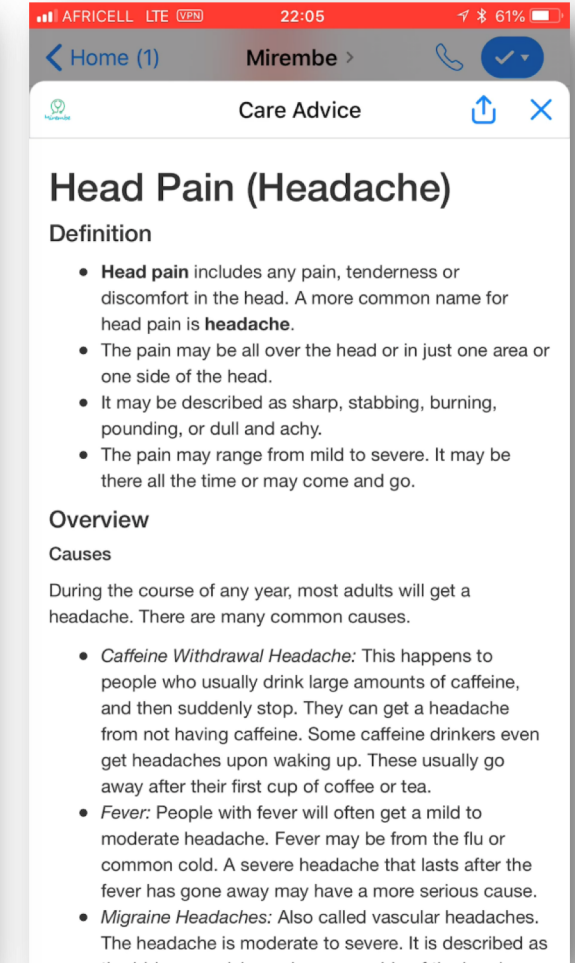 AFRICELL LTE VPN 22:05 61%
Home (1) Mirembe
Care Advice
Head Pain (Headache)
Definition
• Head pain includes any pain, tenderness or
discomfort in the head. A more common name for
head pain is headache.
• The pain may be all over the head or in just one area or
one side of the head.
• It may be described as sharp, stabbing, burning,
pounding, or dull and achy.
• The pain may range from mild to severe. It may be
there all the time or may come and go.
Overview
Causes
During the course of any year, most adults will get a
headache. There are many common causes.
• Caffeine Withdrawal Headache: This happens to
people who usually drink large amounts of caffeine,
and then suddenly stop. They can get a headache
from not having caffeine. Some caffeine drinkers even
get headaches upon waking up. These usually go
away after their first cup of coffee or tea.
• Fever: People with fever will often get a mild to
moderate headache. Fever may be from the flu or
common cold. A severe headache that lasts after the
fever has gone away may have a more serious cause.
• Migraine Headaches: Also called vascular headaches.
The headache is moderate to severe. It is described as